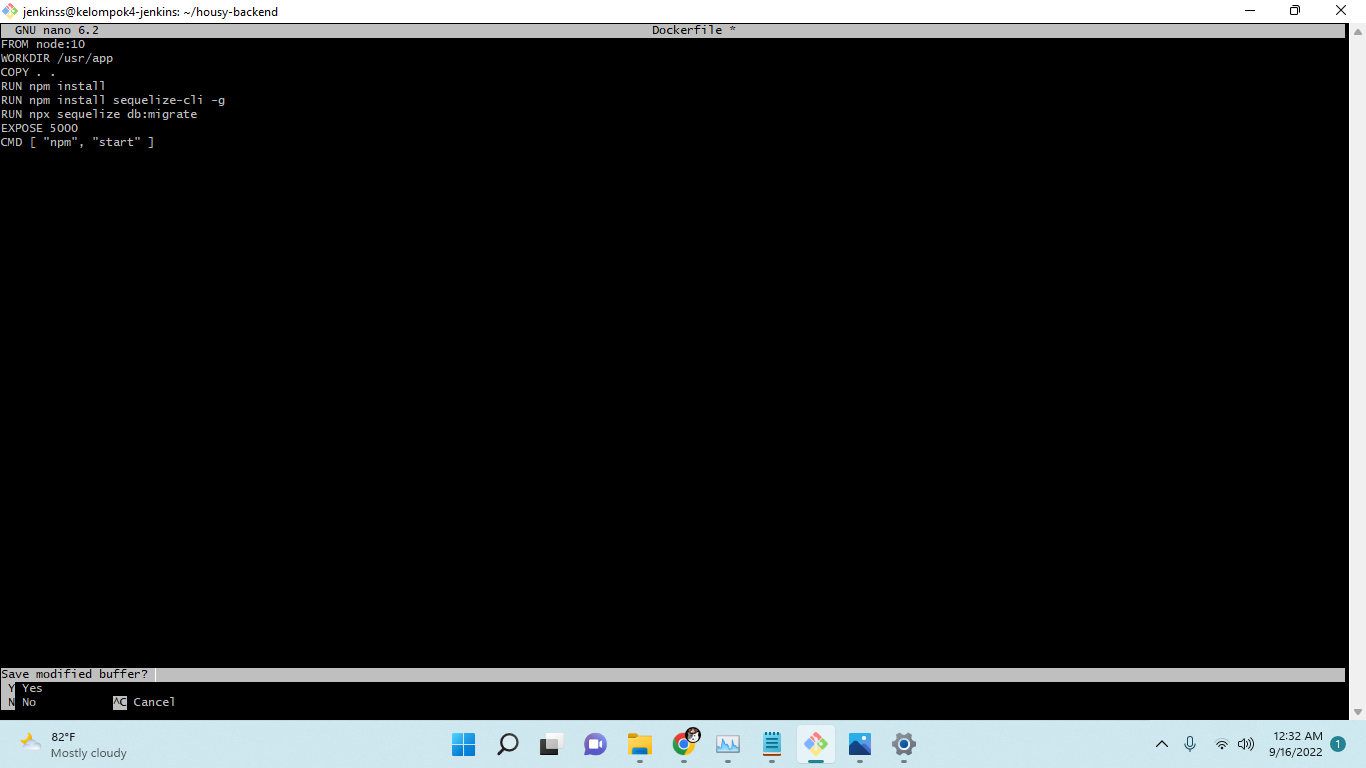 jenkinss@kelompok4-jenkins: ~/housy-backend
GNU nano 6.2 Dockerfile *
FROM node:10
WORKDIR /usr/app
COPY . .
RUN npm install
RUN npm install sequelize-cli -g
RUN npx sequelize db:migrate
EXPOSE 5000
CMD [ "npm", "start" ]
Save modified buffer?
Y Yes
N No ^C Cancel
82°F
Mostly cloudy
12:32 AM
9/16/2022
1